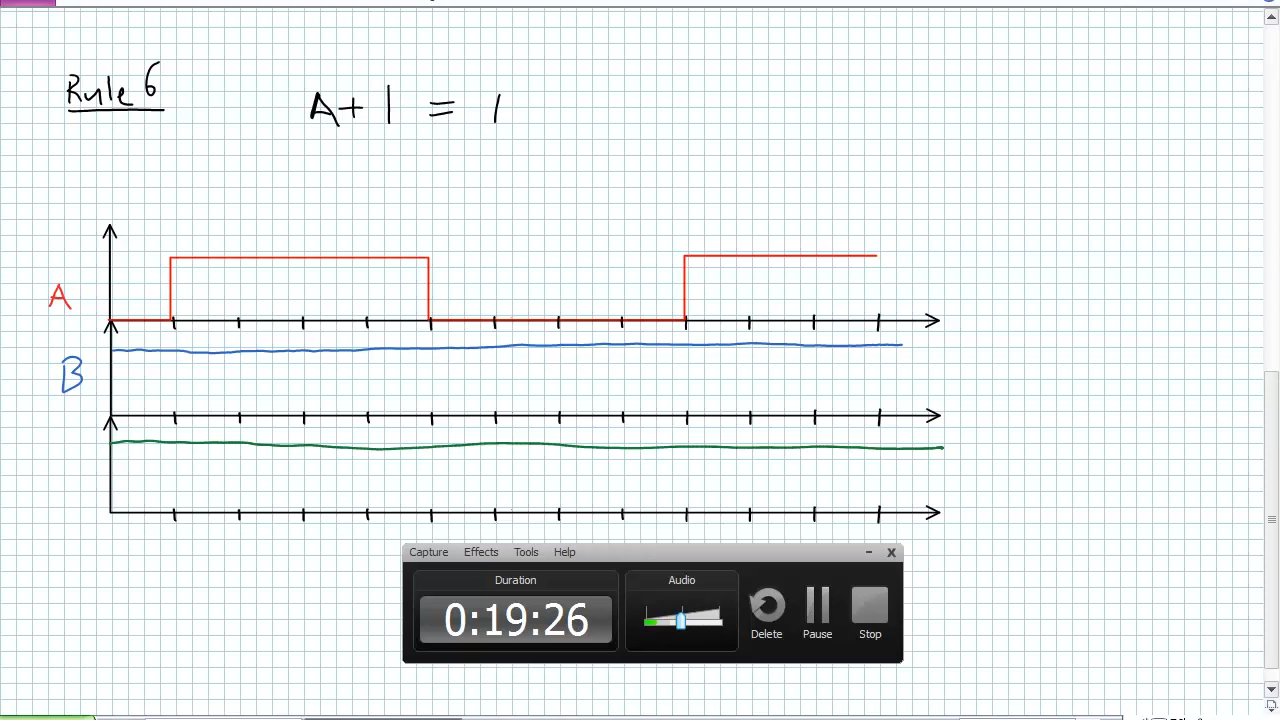 Rule 6
A + 1 = 1
A
B
Capture Effects Tools Help
Duration Audio
0:19:26
Delete Pause Stop